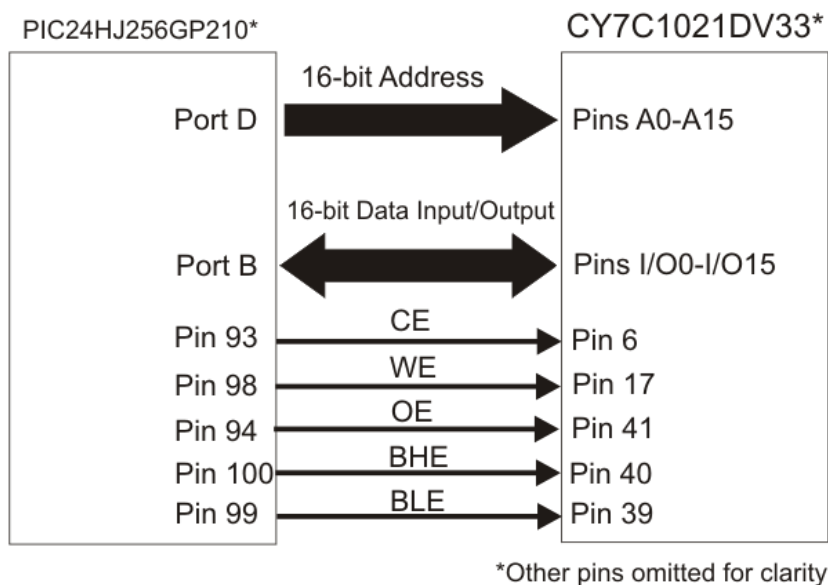 PIC24HJ256GP210*
CY7C1021DV33*
16-bit Address
Port D
Pins A0-A15
16-bit Data Input/Output
Port B
Pins I/O0-I/O15
Pin 93
CE
Pin 6
Pin 98
WE
Pin 17
Pin 94
OE
Pin 41
Pin 100
BHE
Pin 40
Pin 99
BLE
Pin 39
*Other pins omitted for clarity